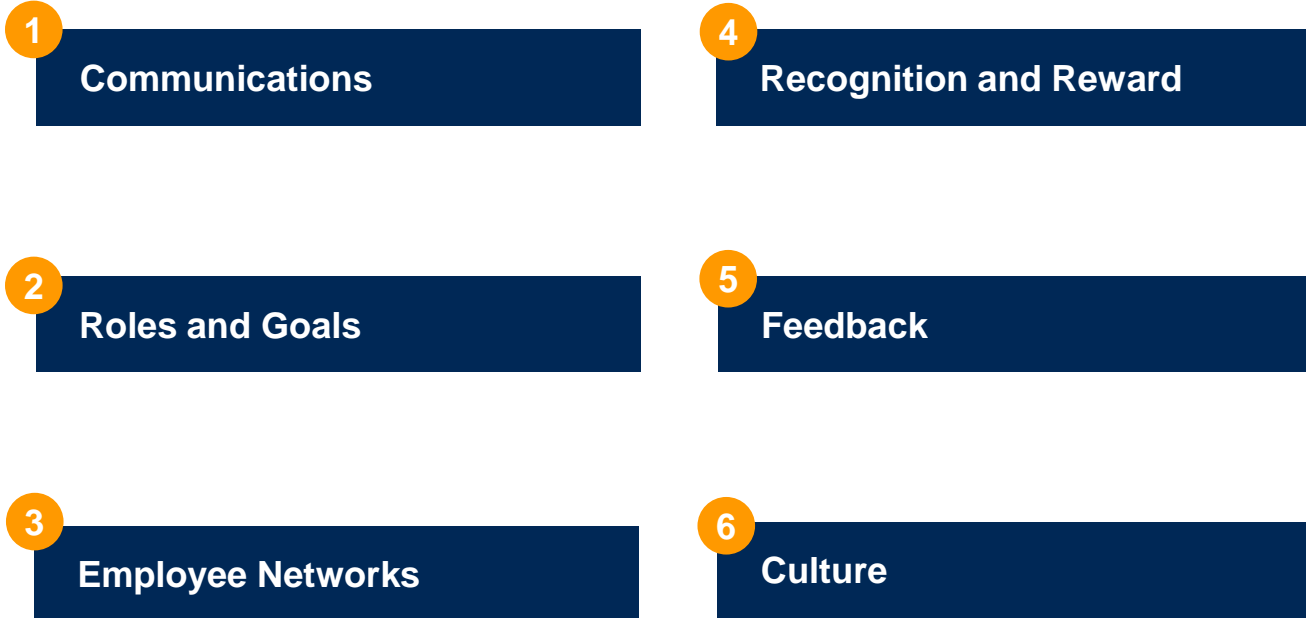 1
Communications
2
Roles and Goals
3
Employee Networks
4
Recognition and Reward
5
Feedback
6
Culture